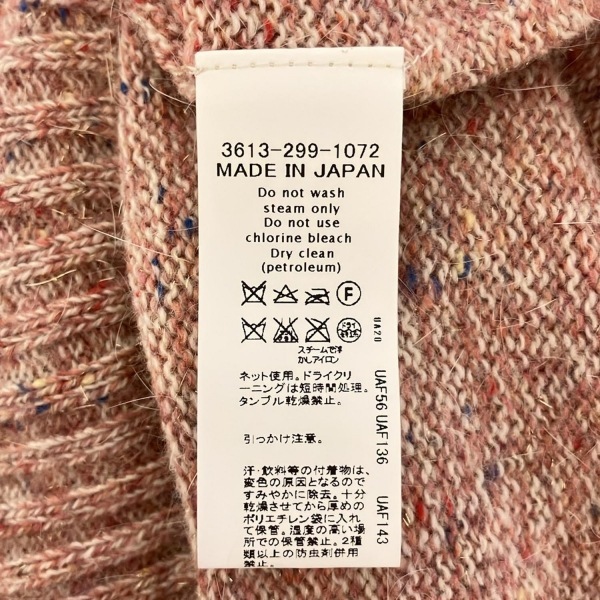 3613-299-1072
MADE IN JAPAN
Do not wash
steam only
Do not use
chlorine bleach
Dry clean
(petroleum)
F
スチームで浮
かしアイロン
ネット使用。ドライクリ
ーニングは短時間処理。
タンブル乾燥禁止。
引っかけ注意。
汗・飲料等の付着物は、
変色の原因となるので
すみやかに除去。十分
乾燥させてから厚めの
ポリエチレン袋に入れ
て保管。湿度の高い場
所での保管禁止。2種
類以上の防虫剤併用
禁止。
UA20
UAF56 UAF136 UAF143